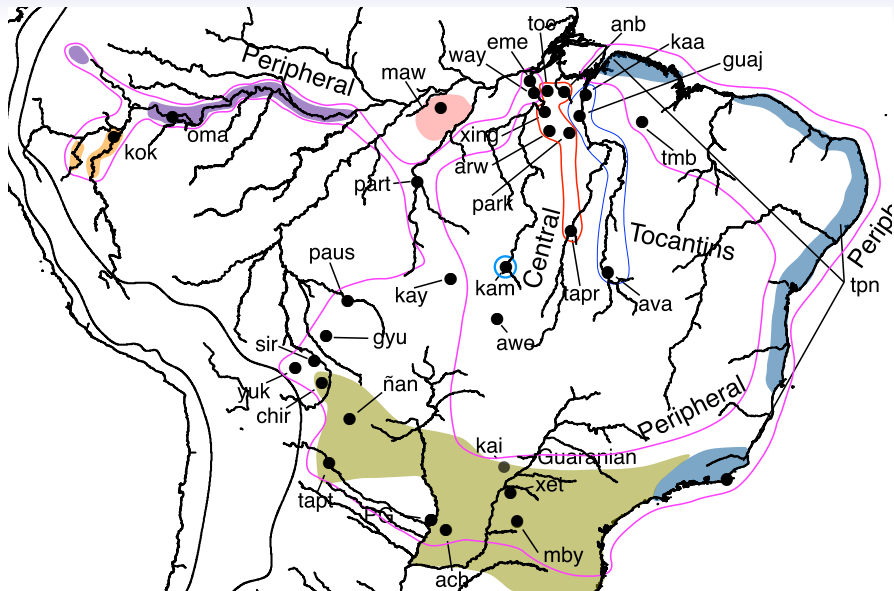 toc
anb
eme
kaa
way
guaj
Peripheral
maw
xing
oma
kok
arw
tmb
part
park
Periph
Central
Tocantins
paus
kay
kam
tapr
ava
tpn
gyu
awe
sir
yuk
ñan
chir
Peripheral
kai
Guaranian
xet
tapt
PG
mby
ach